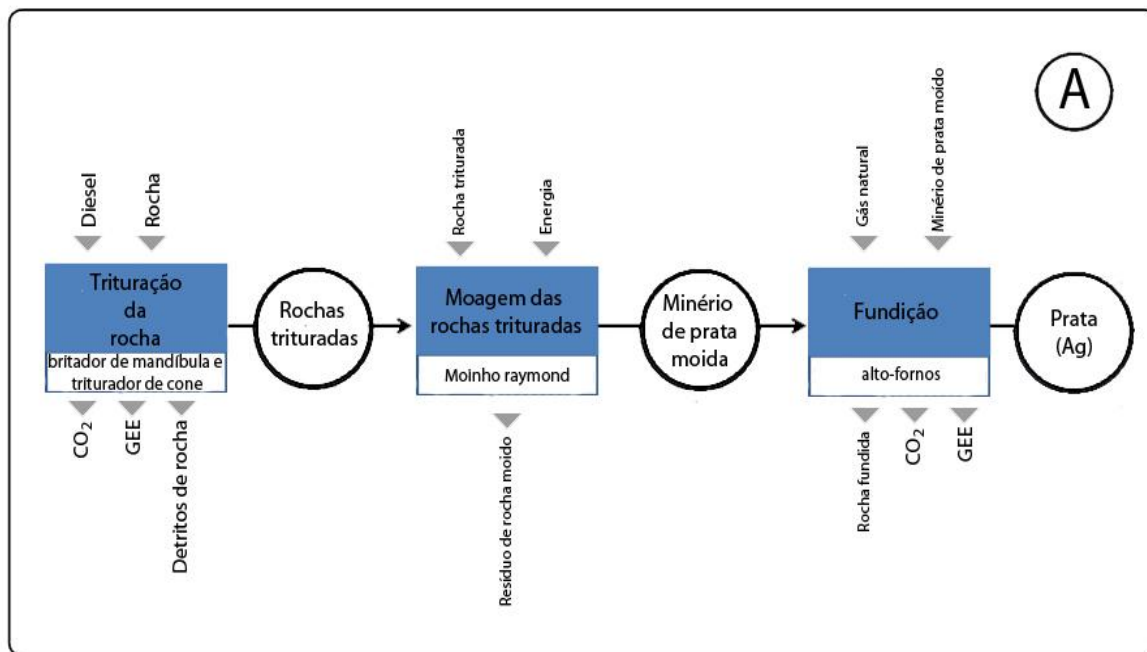 A
Diesel
Rocha
Trituração
da
rocha
britador de mandíbula e
triturador de cone
CO₂
GEE
Detritos de rocha
Rochas
trituradas
Rocha triturada
Energia
Moagem das
rochas trituradas
Moinho raymond
Resíduo de rocha moido
Minério
de prata
moida
Gás natural
Minério de prata moído
Fundição
alto-fornos
Rocha fundida
CO₂
GEE
Prata
(Ag)